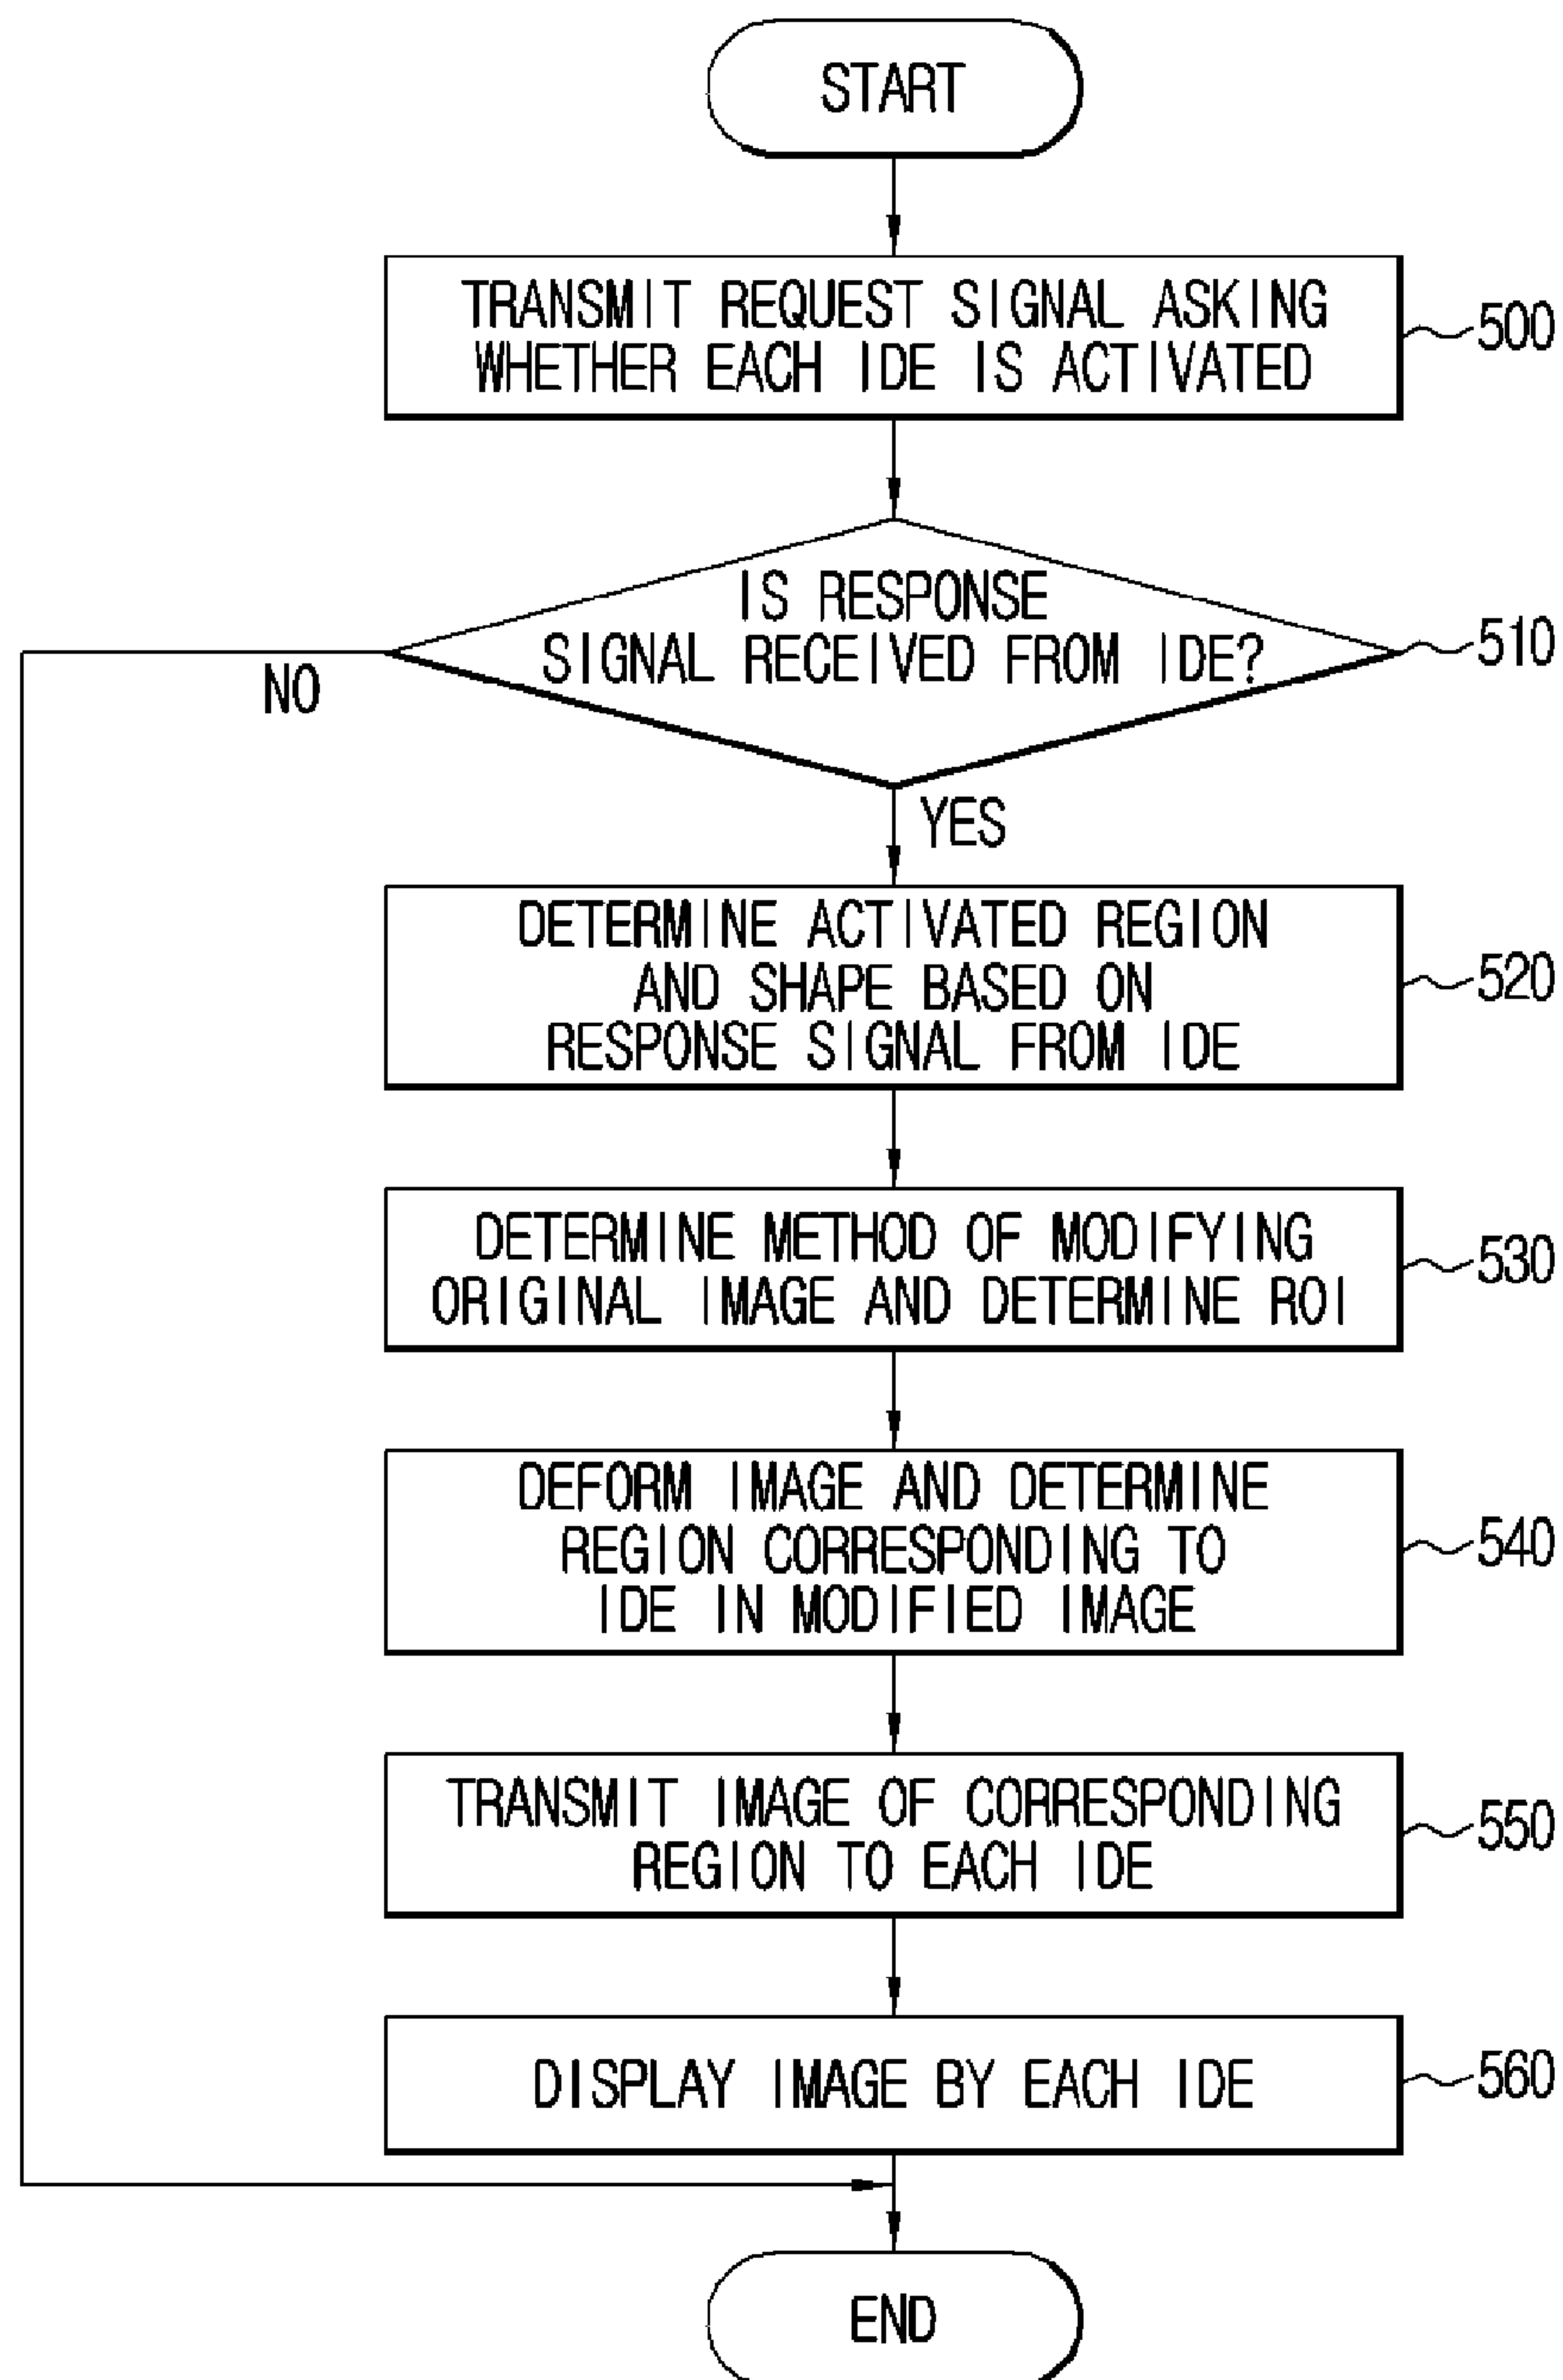 START
TRANSMIT REQUEST SIGNAL ASKING
WHETHER EACH IDE IS ACTIVATED
500
IS RESPONSE
SIGNAL RECEIVED FROM IDE?
510
NO
YES
DETERMINE ACTIVATED REGION
AND SHAPE BASED ON
RESPONSE SIGNAL FROM IDE
520
DETERMINE METHOD OF MODIFYING
ORIGINAL IMAGE AND DETERMINE ROI
530
DEFORM IMAGE AND DETERMINE
REGION CORRESPONDING TO
IDE IN MODIFIED IMAGE
540
TRANSMIT IMAGE OF CORRESPONDING
REGION TO EACH IDE
550
DISPLAY IMAGE BY EACH IDE
560
END